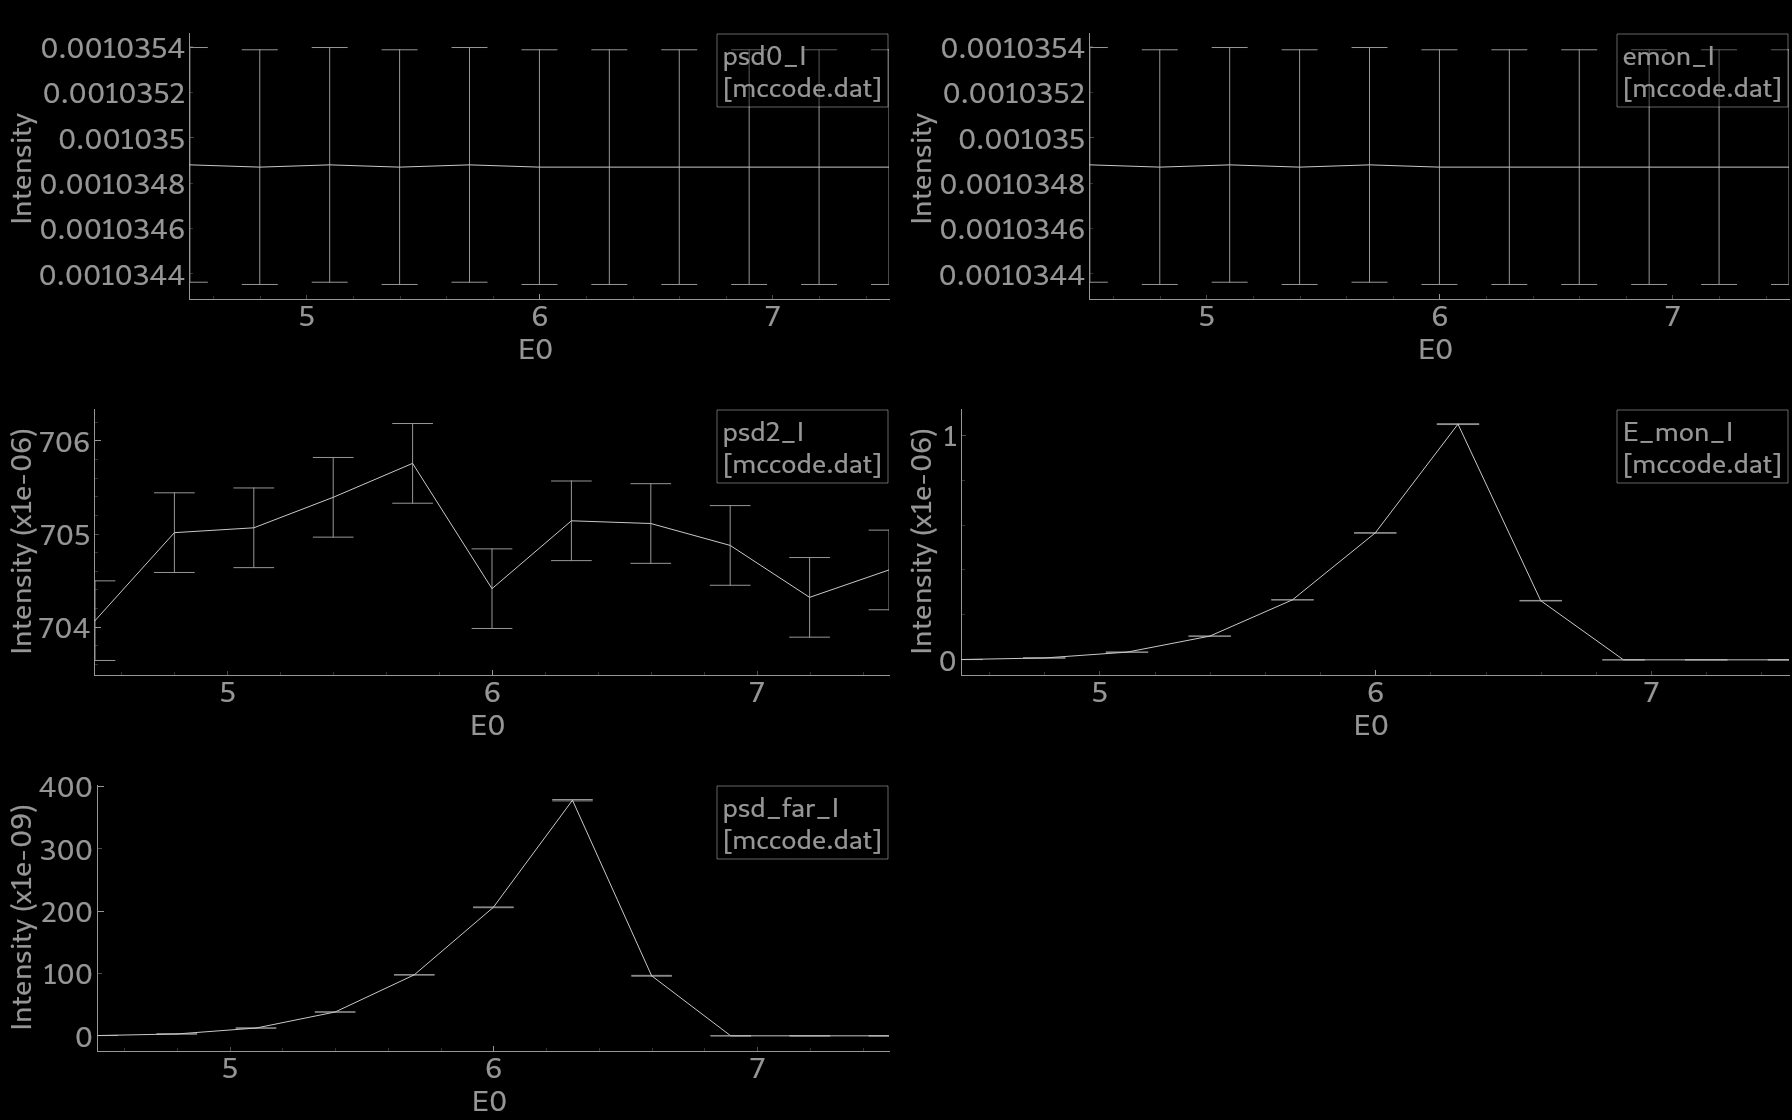 psd0_I
[mccode.dat]
Intensity
0.0010354
0.0010352
0.001035
0.0010348
0.0010346
0.0010344
5 6 7
E0
emon_I
[mccode.dat]
Intensity
0.0010354
0.0010352
0.001035
0.0010348
0.0010346
0.0010344
5 6 7
E0
psd2_I
[mccode.dat]
Intensity (x1e-06)
706
705
704
5 6 7
E0
E_mon_I
[mccode.dat]
Intensity (x1e-06)
1
0
5 6 7
E0
psd_far_I
[mccode.dat]
Intensity (x1e-09)
400
300
200
100
0
5 6 7
E0